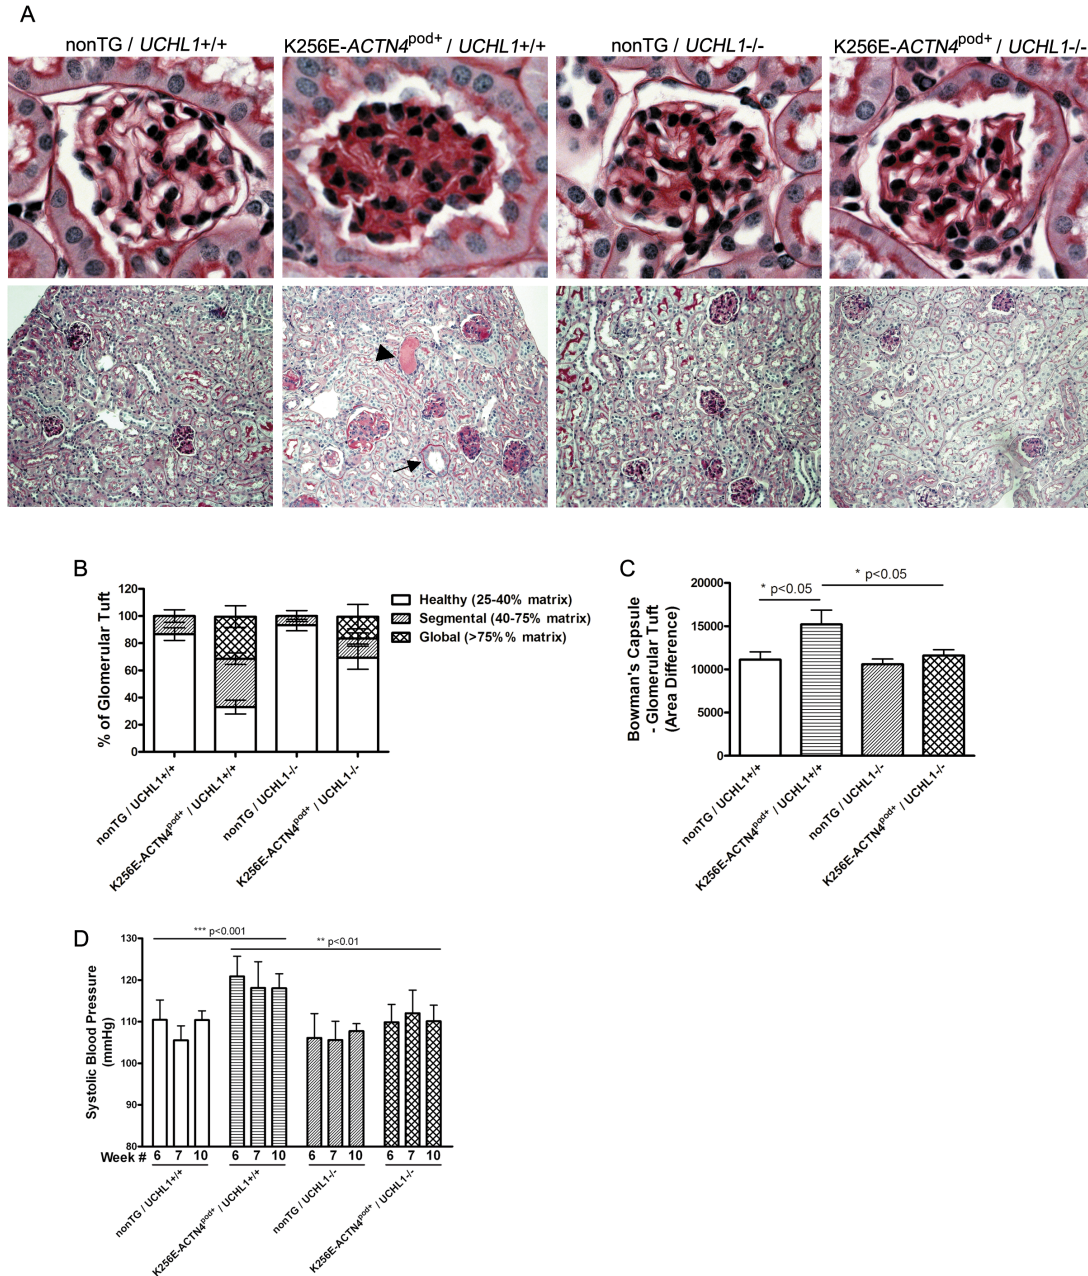 A
nonTG / UCHL1+/+
K256E-ACTN4pod+ / UCHL1+/+
nonTG / UCHL1-/-
K256E-ACTN4pod+ / UCHL1-/-
B
% of Glomerular Tuft
120
100
80
60
40
20
0
Healthy (25-40% matrix)
Segmental (40-75% matrix)
Global (>75%% matrix)
nonTG / UCHL1+/+
K256E-ACTN4pod+ / UCHL1+/+
nonTG / UCHL1-/-
K256E-ACTN4pod+ / UCHL1-/-
C
Bowman's Capsule
- Glomerular Tuft
(Area Difference)
20000
15000
10000
5000
0
* p<0.05
* p<0.05
nonTG / UCHL1+/+
K256E-ACTN4pod+ / UCHL1+/+
nonTG / UCHL1-/-
K256E-ACTN4pod+ / UCHL1-/-
D
Systolic Blood Pressure
(mmHg)
130
120
110
100
90
80
*** p<0.001
** p<0.01
Week # 6 7 10 6 7 10 6 7 10 6 7 10
nonTG / UCHL1+/+
K256E-ACTN4pod+ / UCHL1+/+
nonTG / UCHL1-/-
K256E-ACTN4pod+ / UCHL1-/-